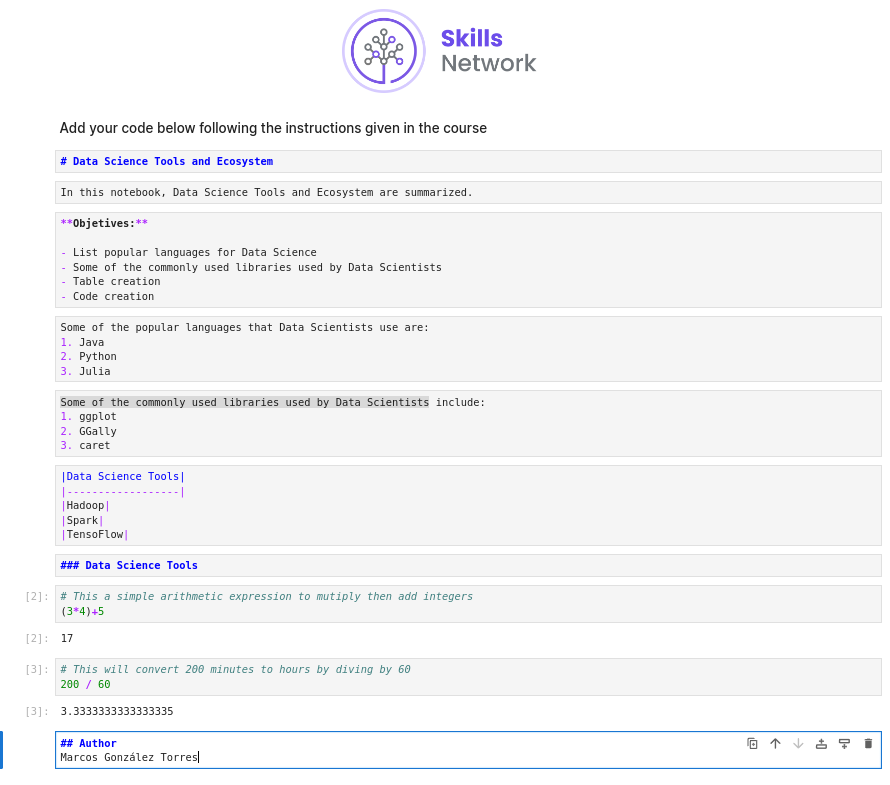 Skills
Network
Add your code below following the instructions given in the course
# Data Science Tools and Ecosystem
In this notebook, Data Science Tools and Ecosystem are summarized.
**Objetives:**
- List popular languages for Data Science
- Some of the commonly used libraries used by Data Scientists
- Table creation
- Code creation
Some of the popular languages that Data Scientists use are:
1. Java
2. Python
3. Julia
Some of the commonly used libraries used by Data Scientists include:
1. ggplot
2. GGally
3. caret
|Data Science Tools|
|------------------|
|Hadoop|
|Spark|
|TensoFlow|
### Data Science Tools
[2]: # This a simple arithmetic expression to mutiply then add integers
(3*4)+5
[2]: 17
[3]: # This will convert 200 minutes to hours by diving by 60
200 / 60
[3]: 3.3333333333333335
## Author
Marcos González Torres